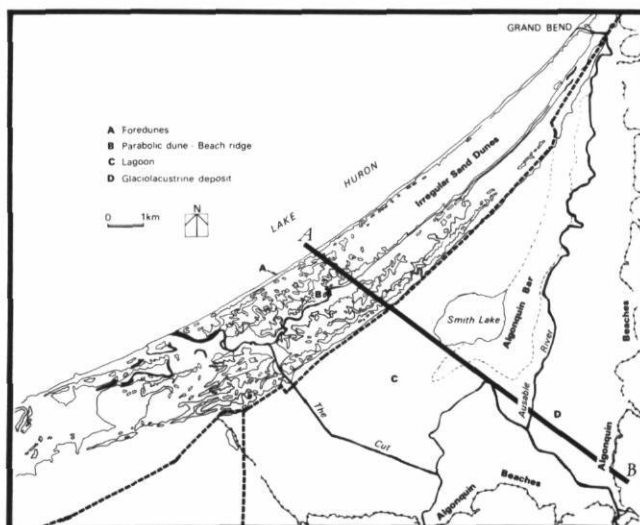 GRAND BEND
A Foredunes
B Parabolic dune - Beach ridge
C Lagoon
D Glaciolacustrine deposit
0 1km
N
LAKE HURON
Irregular Sand Dunes
A
A
B
Smith Lake
Algonquin Bar
Ausable River
Beaches
C
D
The Cut
Algonquin
B
Algonquin Beaches